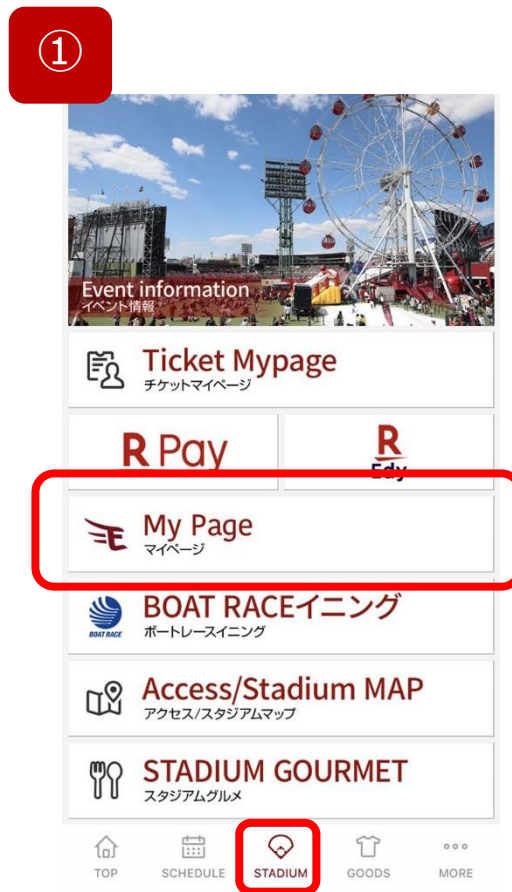 ①
Event information
イベント情報
Ticket Mypage
チケットマイページ
R Pay
R
Edy
E
My Page
マイページ
BOAT RACE
BOAT RACEイニング
ボートレースイニング
Access/Stadium MAP
アクセス/スタジアムマップ
STADIUM GOURMET
スタジアムグルメ
TOP
SCHEDULE
STADIUM
GOODS
MORE